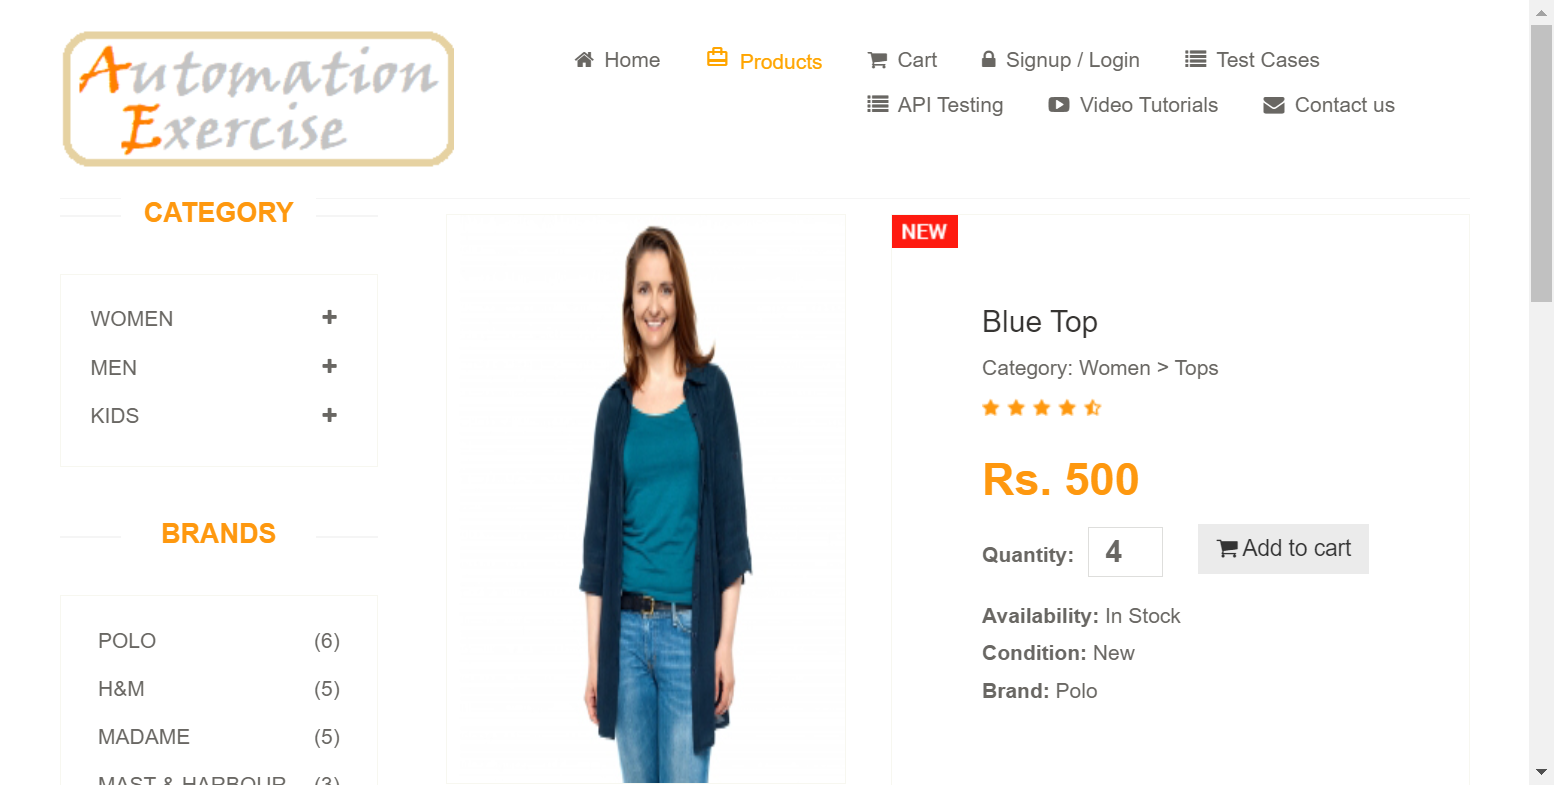 Automation
Exercise
Home
Products
Cart
Signup / Login
Test Cases
API Testing
Video Tutorials
Contact us
CATEGORY
WOMEN
MEN
KIDS
BRANDS
POLO (6)
H&M (5)
MADAME (5)
MAST & HARBOUR (3)
NEW
Blue Top
Category: Women > Tops
Rs. 500
Quantity: 4
Add to cart
Availability: In Stock
Condition: New
Brand: Polo